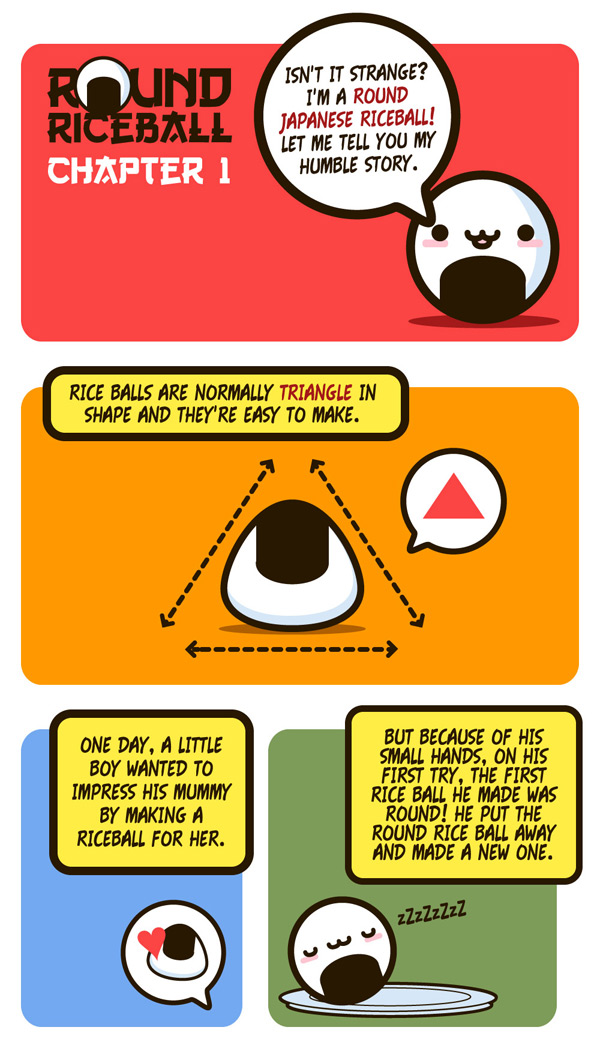 ROUND
RICEBALL
CHAPTER 1
ISN'T IT STRANGE?
I'M A ROUND
JAPANESE RICEBALL!
LET ME TELL YOU MY
HUMBLE STORY.
RICE BALLS ARE NORMALLY TRIANGLE IN
SHAPE AND THEY'RE EASY TO MAKE.
ONE DAY, A LITTLE
BOY WANTED TO
IMPRESS HIS MUMMY
BY MAKING A
RICEBALL FOR HER.
BUT BECAUSE OF HIS
SMALL HANDS, ON HIS
FIRST TRY, THE FIRST
RICE BALL HE MADE WAS
ROUND! HE PUT THE
ROUND RICE BALL AWAY
AND MADE A NEW ONE.
zZzZzZzZ